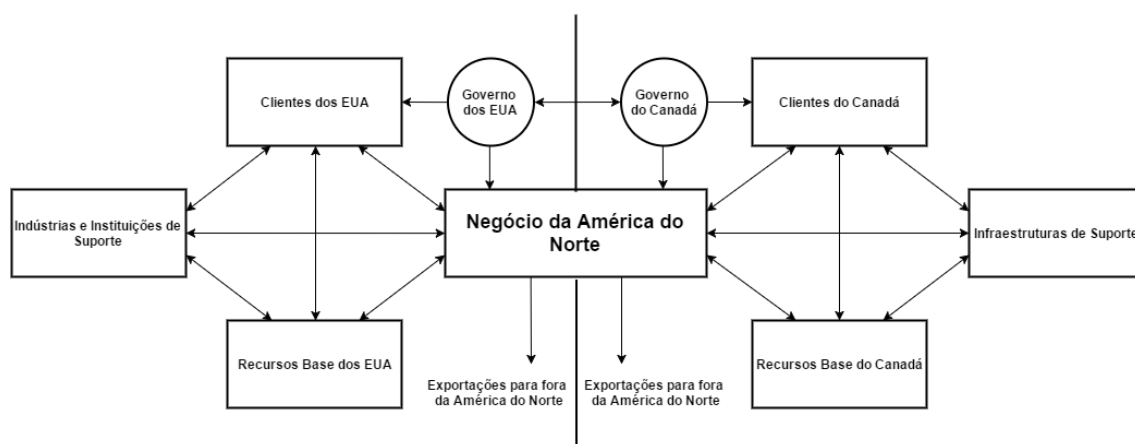 Clientes dos EUA
Governo
dos EUA
Governo
do Canadá
Clientes do Canadá
Indústrias e Instituições de
Suporte
Negócio da América do
Norte
Infraestruturas de Suporte
Recursos Base dos EUA
Recursos Base do Canadá
Exportações para fora
da América do Norte
Exportações para fora
da América do Norte